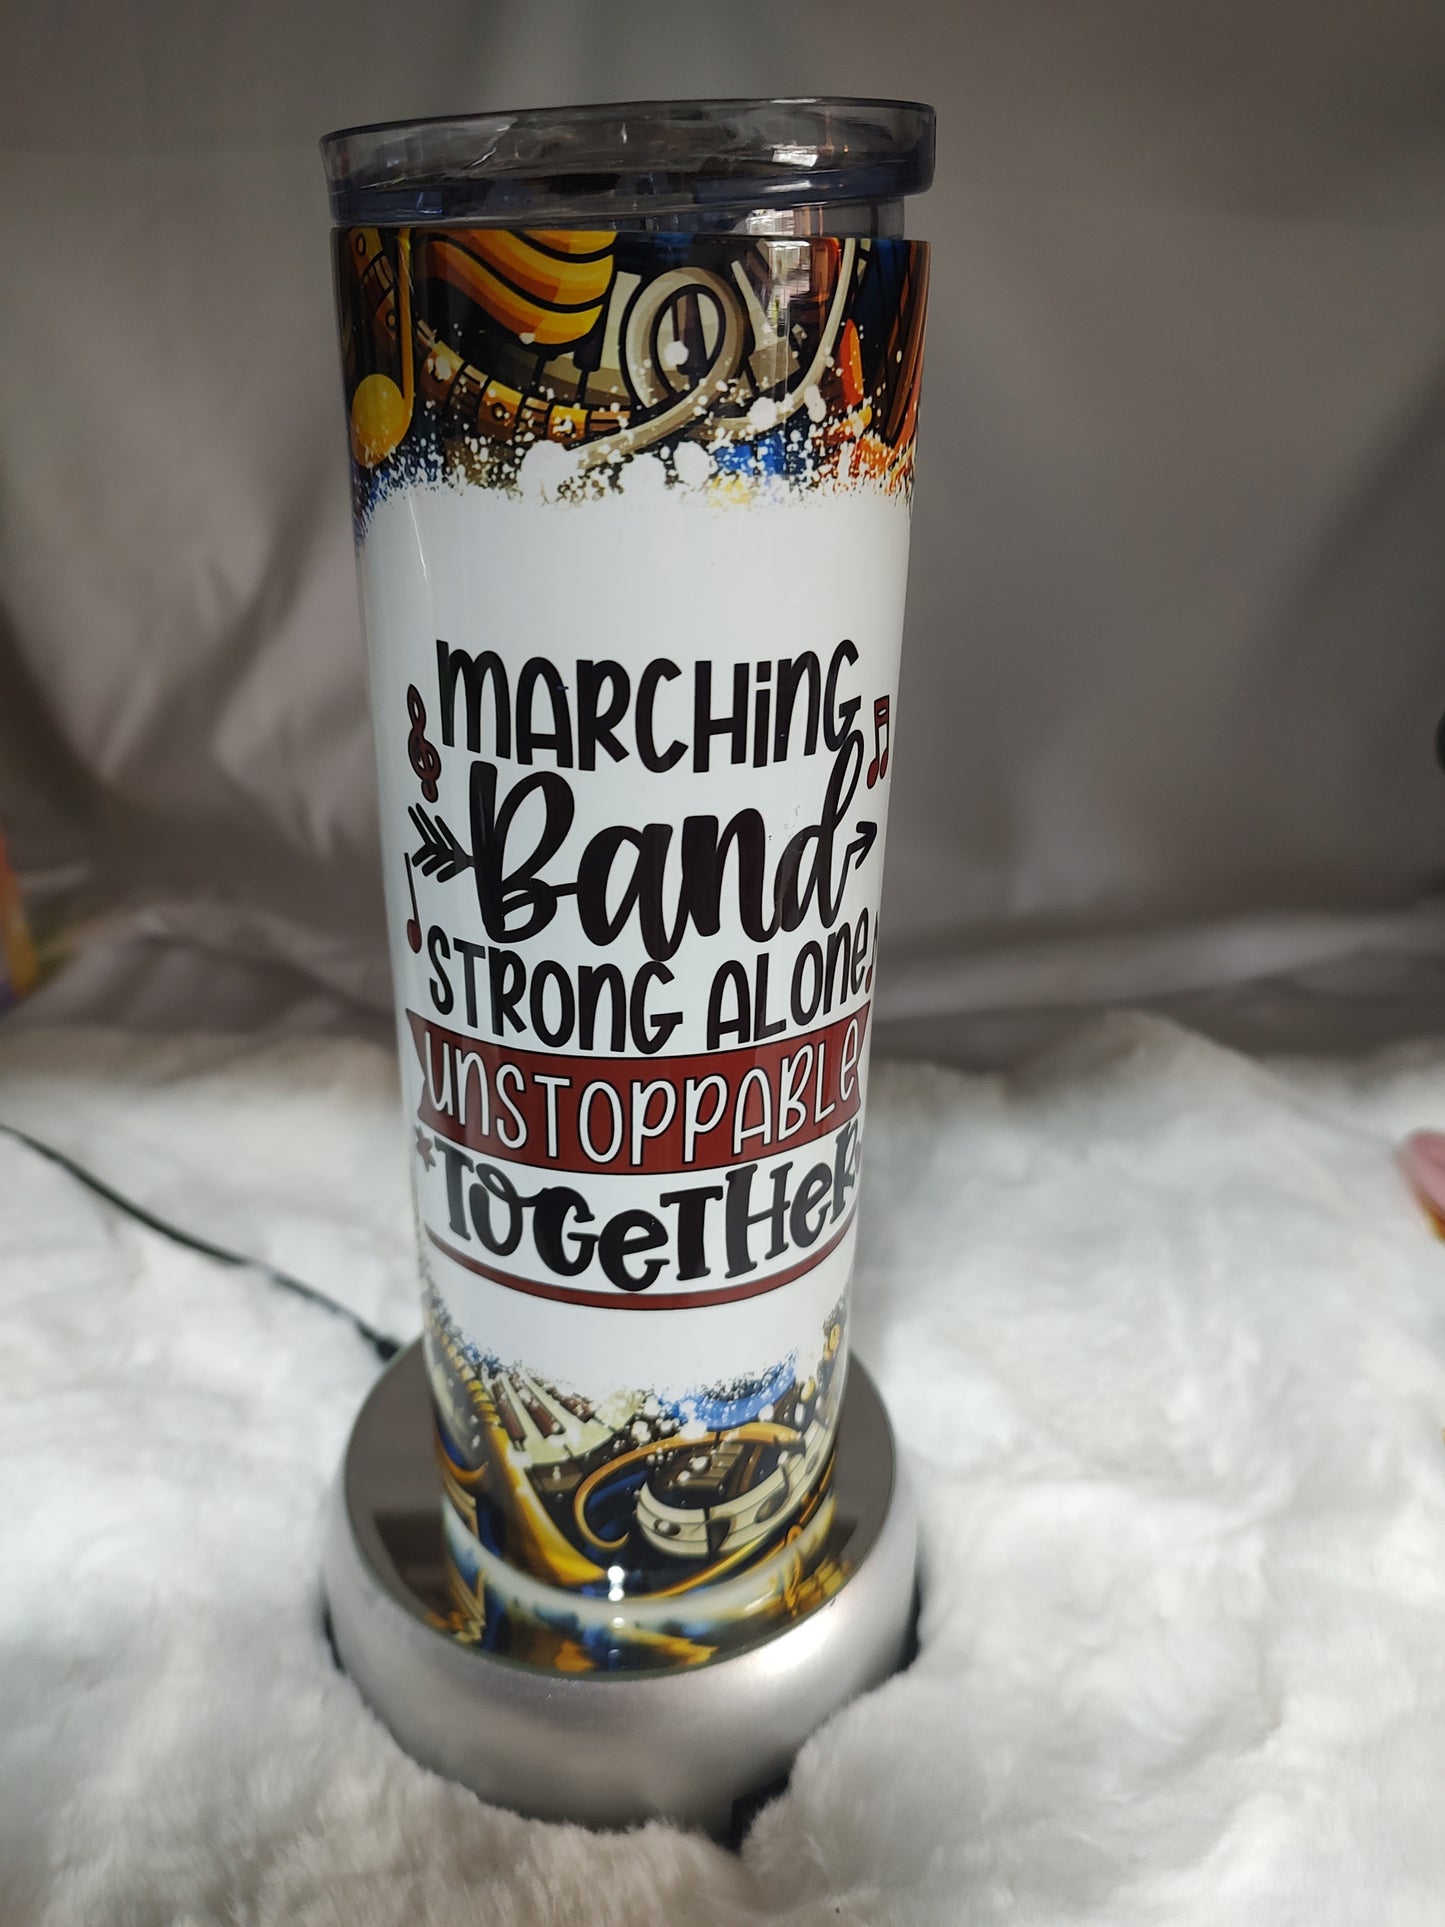 MARCHING
Band
STRONG ALONE
UNSTOPPABLE
TOGETHER